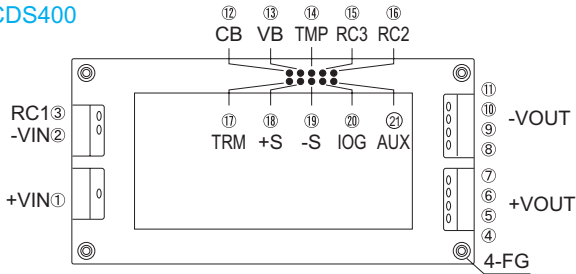 CDS400
⑫ ⑬ ⑭ ⑮ ⑯
CB VB TMP RC3 RC2
RC1③
-VIN②
+VIN①
⑰ ⑱ ⑲ ⑳ ㉑
TRM +S -S IOG AUX
⑪
⑩
⑨
⑧
-VOUT
⑦
⑥
⑤
④
+VOUT
4-FG